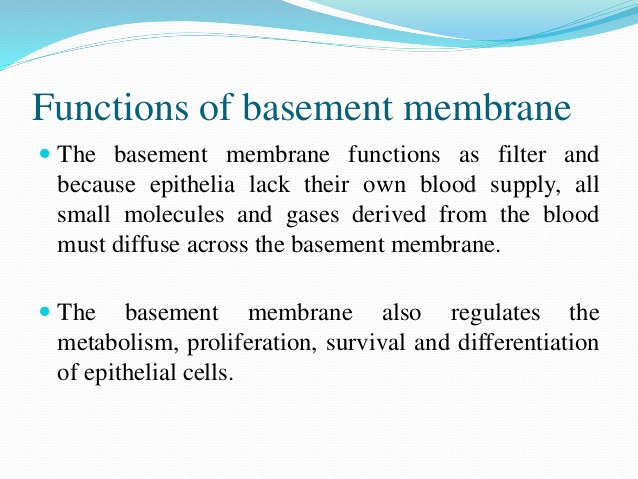 Functions of basement membrane
The basement membrane functions as filter and
because epithelia lack their own blood supply, all
small molecules and gases derived from the blood
must diffuse across the basement membrane.
The basement membrane also regulates the
metabolism, proliferation, survival and differentiation
of epithelial cells.